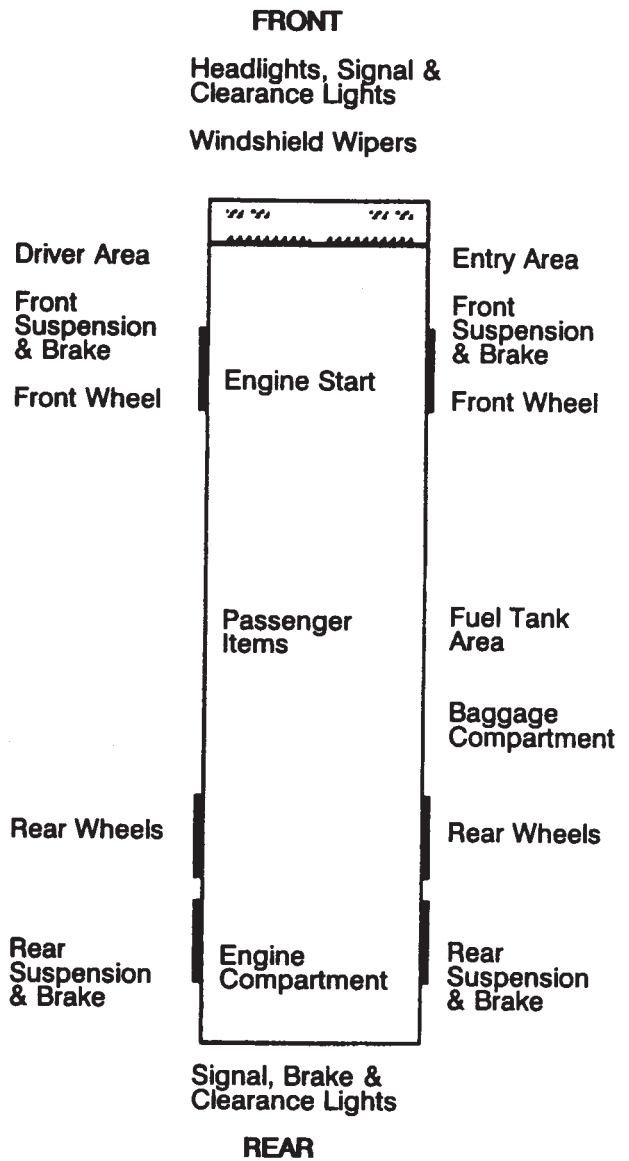 FRONT
Headlights, Signal &
Clearance Lights
Windshield Wipers
Driver Area
Entry Area
Front
Suspension
& Brake
Front
Suspension
& Brake
Engine Start
Front Wheel
Front Wheel
Passenger
Items
Fuel Tank
Area
Baggage
Compartment
Rear Wheels
Rear Wheels
Rear
Suspension
& Brake
Engine
Compartment
Rear
Suspension
& Brake
Signal, Brake &
Clearance Lights
REAR